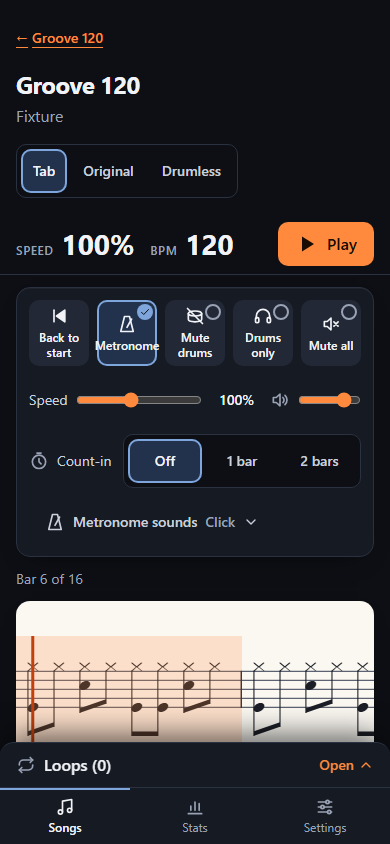 ← Groove 120
Groove 120
Fixture
Tab Original Drumless
SPEED 100% BPM 120 Play
Back to start Metronome Mute drums Drums only Mute all
Speed 100%
Count-in Off 1 bar 2 bars
Metronome sounds Click
Bar 6 of 16
Loops (0) Open
Songs Stats Settings